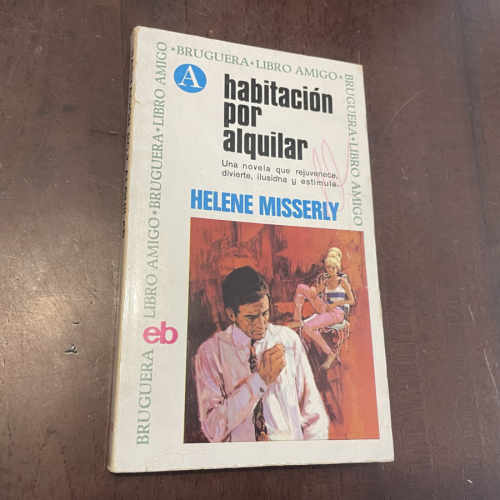 • BRUGUERA • LIBRO AMIGO •
BRUGUERA • LIBRO AMIGO
BRUGUERA LIBRO AMIGO • BRUGUERA • LIBRO AMIGO
A
habitación
por
alquilar
Una novela que rejuvenece,
divierte, ilusiona y estimula.
HELENE MISSERLY
eb